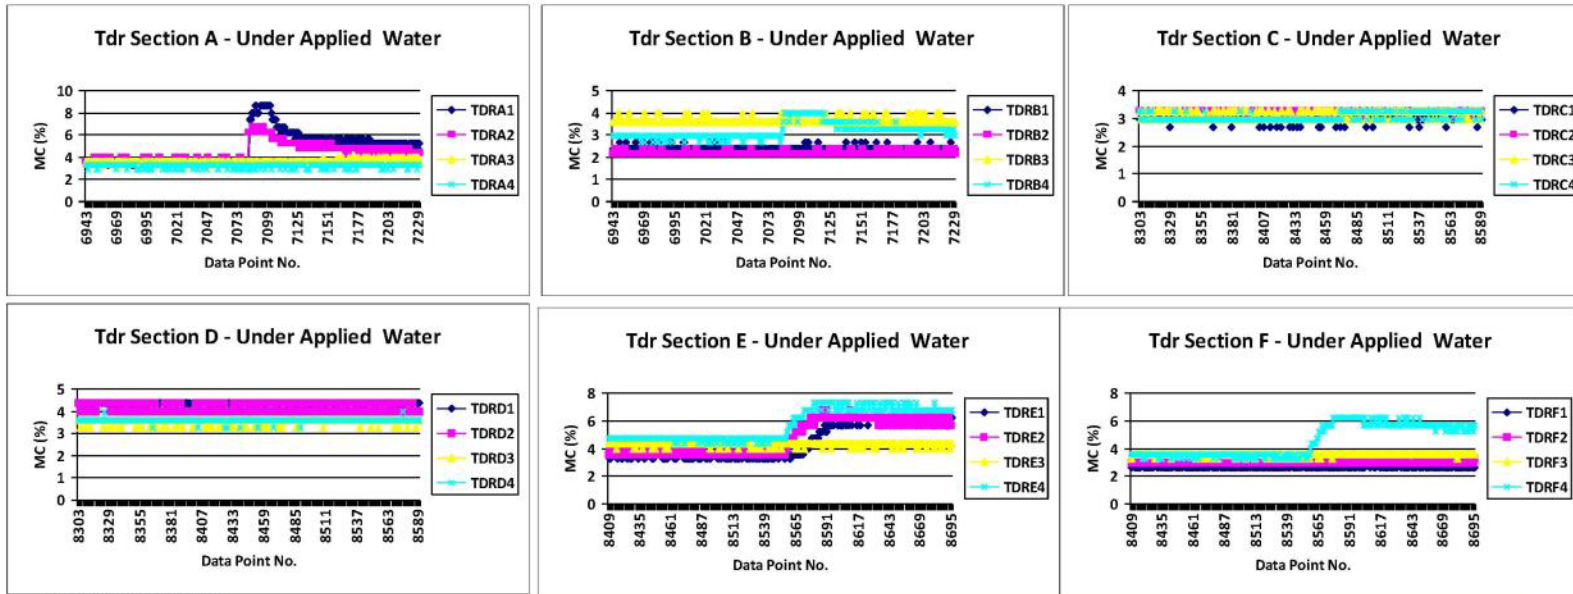 Tdr Section A - Under Applied Water
MC (%)
10
8
6
4
2
0
6943
6969
6995
7021
7047
7073
7099
7125
7151
7177
7203
7229
Data Point No.
TDRA1
TDRA2
TDRA3
TDRA4
Tdr Section B - Under Applied Water
MC (%)
5
4
3
2
1
0
6943
6969
6995
7021
7047
7073
7099
7125
7151
7177
7203
7229
Data Point No.
TDRB1
TDRB2
TDRB3
TDRB4
Tdr Section C - Under Applied Water
MC (%)
4
3
2
1
0
8303
8329
8355
8381
8407
8433
8459
8485
8511
8537
8563
8589
Data Point No.
TDRC1
TDRC2
TDRC3
TDRC4
Tdr Section D - Under Applied Water
MC (%)
5
4
3
2
1
0
8303
8329
8355
8381
8407
8433
8459
8485
8511
8537
8563
8589
Data Point No.
TDRD1
TDRD2
TDRD3
TDRD4
Tdr Section E - Under Applied Water
MC (%)
8
6
4
2
0
8409
8435
8461
8487
8513
8539
8565
8591
8617
8643
8669
8695
Data Point No.
TDRE1
TDRE2
TDRE3
TDRE4
Tdr Section F - Under Applied Water
MC (%)
8
6
4
2
0
8409
8435
8461
8487
8513
8539
8565
8591
8617
8643
8669
8695
Data Point No.
TDRF1
TDRF2
TDRF3
TDRF4